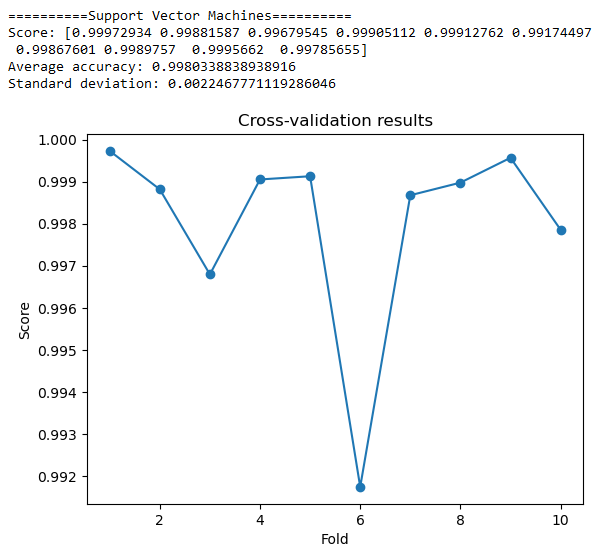 ==========Support Vector Machines==========
Score: [0.99972934 0.99881587 0.99679545 0.99905112 0.99912762 0.99174497
 0.99867601 0.9989757  0.9995662  0.99785655]
Average accuracy: 0.9980338838938916
Standard deviation: 0.0022467771119286046
Cross-validation results
1.000
0.999
0.998
0.997
0.996
0.995
0.994
0.993
0.992
Score
2 4 6 8 10
Fold